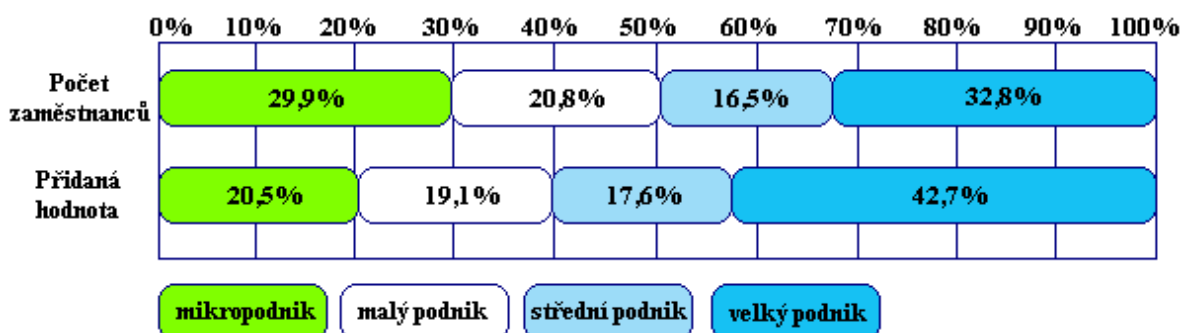 0% 10% 20% 30% 40% 50% 60% 70% 80% 90% 100%
Počet
zaměstnanců
29,9% 20,8% 16,5% 32,8%
Přidaná
hodnota
20,5% 19,1% 17,6% 42,7%
mikropodnik malý podnik střední podnik velký podnik